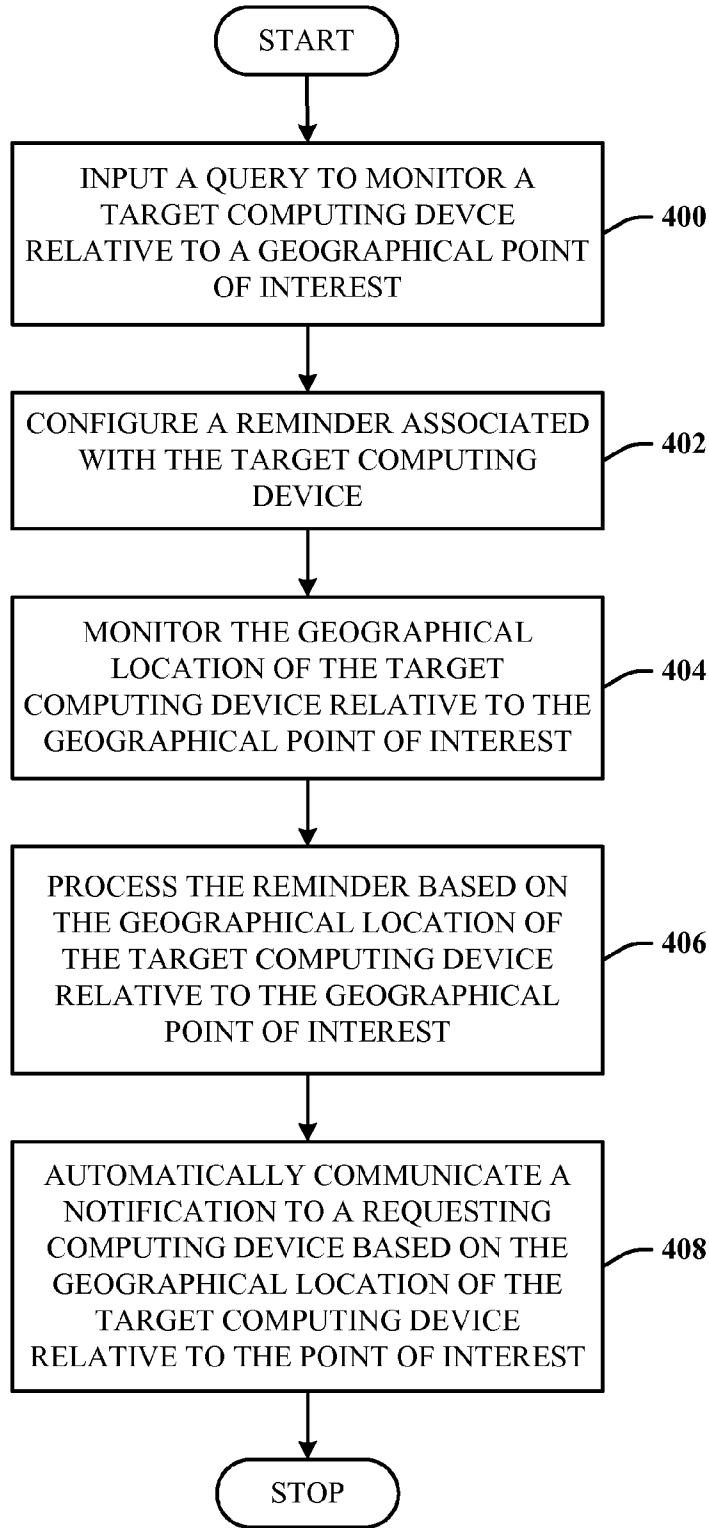 START
INPUT A QUERY TO MONITOR A
TARGET COMPUTING DEVCE
RELATIVE TO A GEOGRAPHICAL POINT
OF INTEREST
400
CONFIGURE A REMINDER ASSOCIATED
WITH THE TARGET COMPUTING
DEVICE
402
MONITOR THE GEOGRAPHICAL
LOCATION OF THE TARGET
COMPUTING DEVICE RELATIVE TO THE
GEOGRAPHICAL POINT OF INTEREST
404
PROCESS THE REMINDER BASED ON
THE GEOGRAPHICAL LOCATION OF
THE TARGET COMPUTING DEVICE
RELATIVE TO THE GEOGRAPHICAL
POINT OF INTEREST
406
AUTOMATICALLY COMMUNICATE A
NOTIFICATION TO A REQUESTING
COMPUTING DEVICE BASED ON THE
GEOGRAPHICAL LOCATION OF THE
TARGET COMPUTING DEVICE
RELATIVE TO THE POINT OF INTEREST
408
STOP